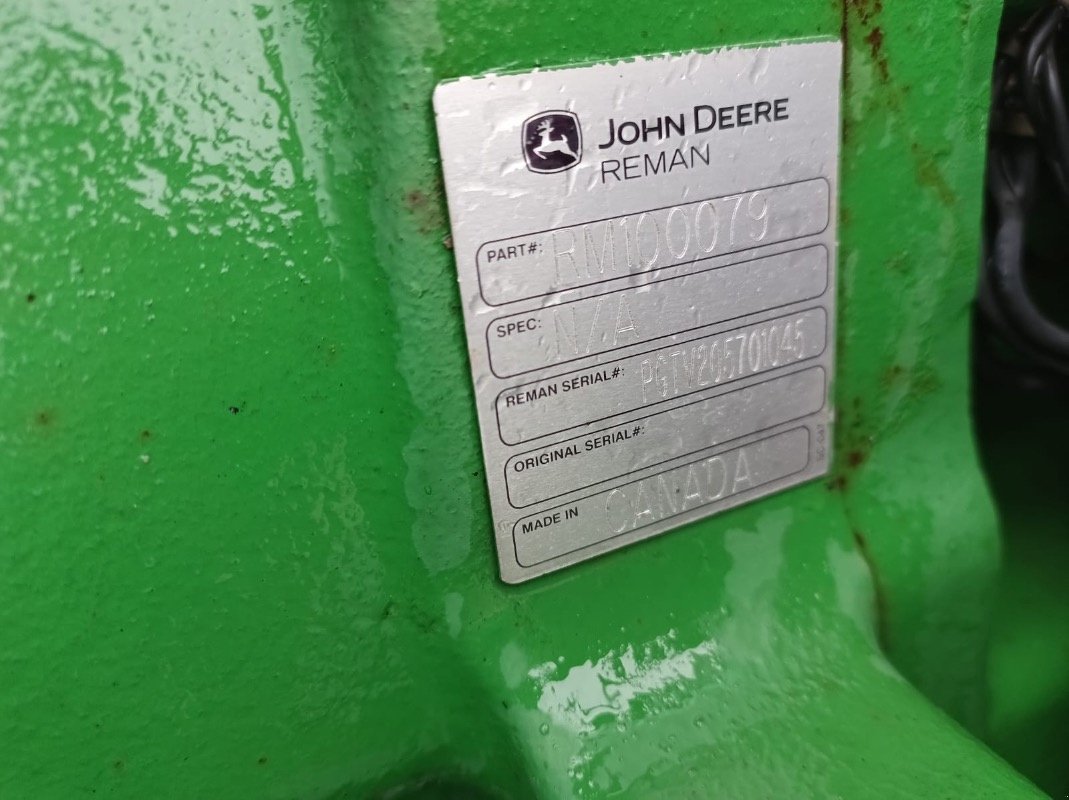 JOHN DEERE
REMAN
PART#: RM100079
SPEC: N/A
REMAN SERIAL#: PGTV205701045
ORIGINAL SERIAL#:
MADE IN CANADA